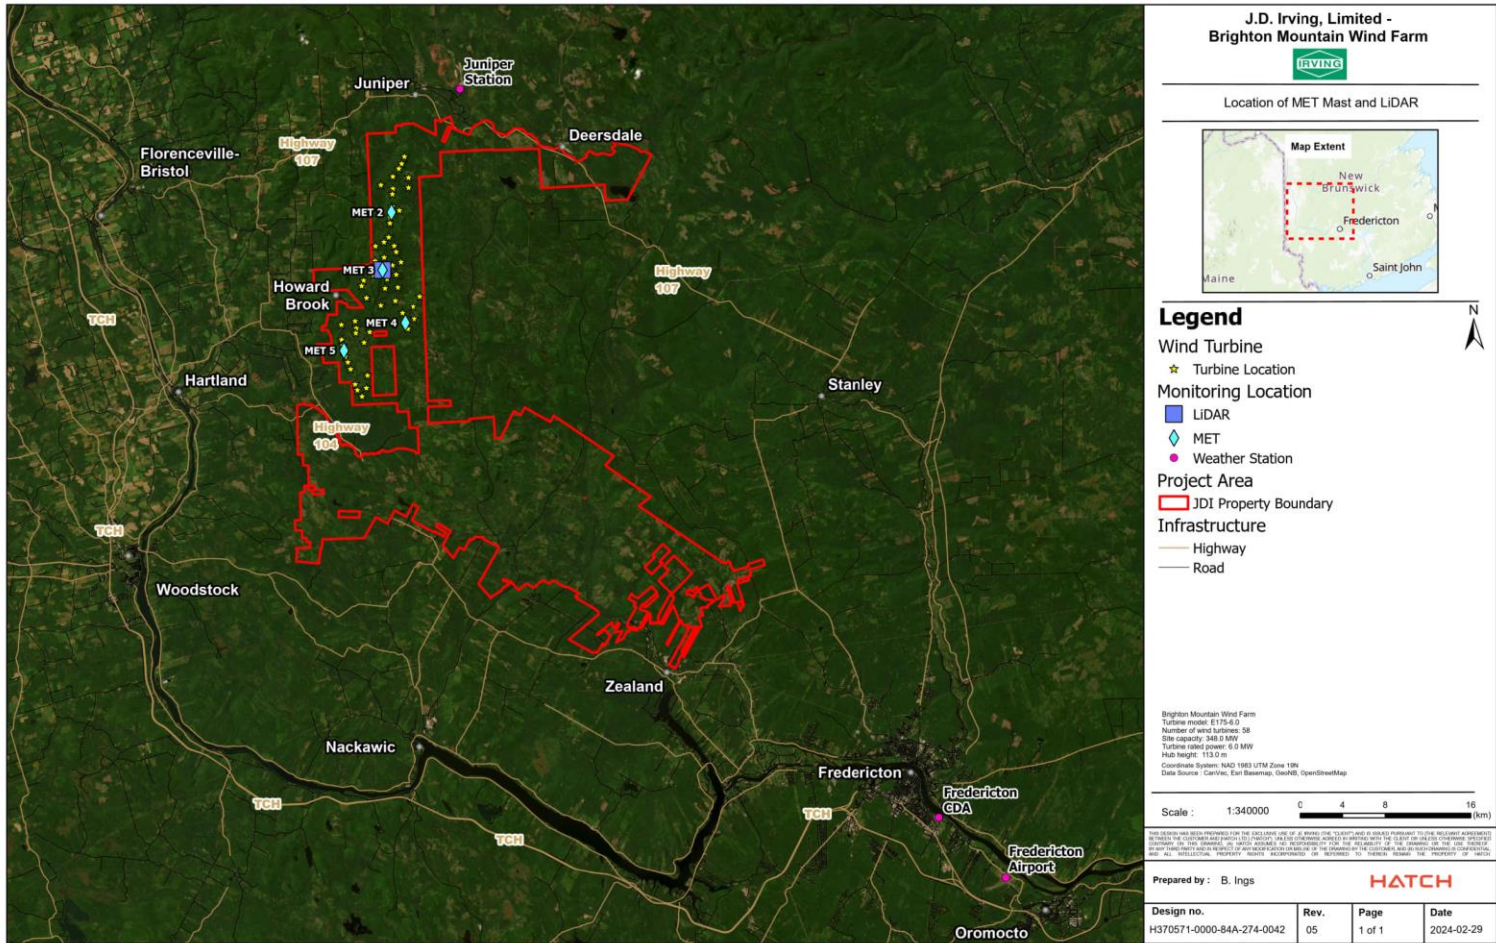 Juniper
Juniper
Station
Deersdale
Highway
107
Florenceville-
Bristol
MET 2
MET 3
Highway
107
Howard
Brook
TCH
MET 4
MET 5
Hartland
Stanley
Highway
104
TCH
Woodstock
Zealand
Nackawic
Fredericton
TCH
Fredericton
CDA
TCH
TCH
Fredericton
Airport
Oromocto
J.D. Irving, Limited -
Brighton Mountain Wind Farm
IRVING
Location of MET Mast and LiDAR
Map Extent
New
Brunswick
Fredericton
Saint John
Maine
Legend
N
Wind Turbine
Turbine Location
Monitoring Location
LiDAR
MET
Weather Station
Project Area
JDI Property Boundary
Infrastructure
Highway
Road
Brighton Mountain Wind Farm
Turbine model: E175-6.0
Number of wind turbines: 58
Site capacity: 348.0 MW
Turbine rated power: 6.0 MW
Hub height: 113.0 m
Coordinate System: NAD 1983 UTM Zone 19N
Data Source : CanVec, Esri Basemap, GeoNB, OpenStreetMap
Scale : 1:340000 0 4 8 16 (km)
Prepared by : B. Ings HATCH
Design no. Rev. Page Date
H370571-0000-84A-274-0042 05 1 of 1 2024-02-29